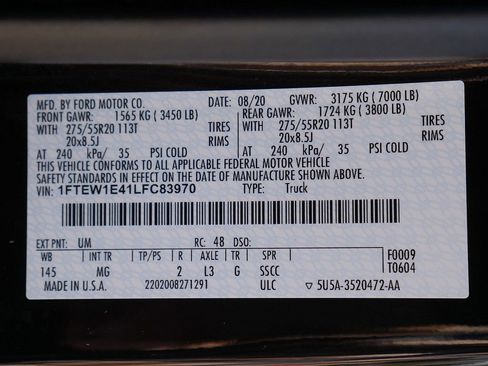 MFD. BY FORD MOTOR CO. DATE: 08/20 GVWR: 3175 KG ( 7000 LB)
FRONT GAWR: 1565 KG ( 3450 LB) REAR GAWR: 1724 KG ( 3800 LB)
WITH 275/55R20 113T TIRES WITH 275/55R20 113T TIRES
20x8.5J RIMS 20x8.5J RIMS
AT 240 kPa/ 35 PSI COLD AT 240 kPa/ 35 PSI COLD
THIS VEHICLE CONFORMS TO ALL APPLICABLE FEDERAL MOTOR VEHICLE
SAFETY STANDARDS IN EFFECT ON THE DATE OF MANUFACTURE SHOWN ABOVE.
VIN: 1FTEW1E41LFC83970 TYPE: Truck
EXT PNT: UM RC: 48 DSO: F0009
WB INT TR TP/PS R AXLE TR SPR T0604
145 MG 2 L3 G SSCC
MADE IN U.S.A. 2202008271291 ULC ▽ 5U5A-3520472-AA